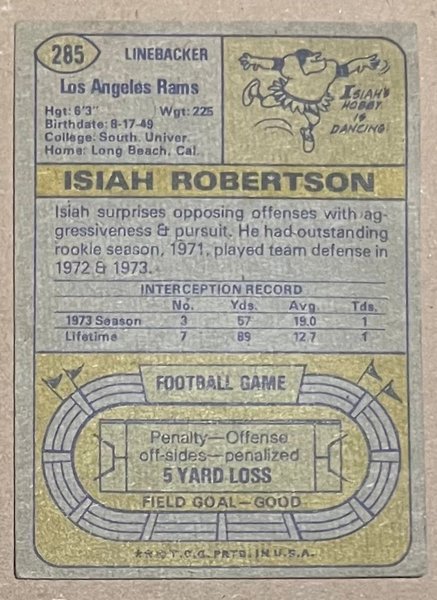 285
LINEBACKER
Los Angeles Rams
Hgt: 6'3" Wgt: 225
Birthdate: 8-17-49
College: South. Univer.
Home: Long Beach, Cal.
ISIAH'S
HOBBY
IS
DANCING
ISIAH ROBERTSON
Isiah surprises opposing offenses with ag-
gressiveness & pursuit. He had outstanding
rookie season, 1971, played team defense in
1972 & 1973.
INTERCEPTION RECORD
No. Yds. Avg. Tds.
1973 Season 3 57 19.0 1
Lifetime 7 89 12.7 1
FOOTBALL GAME
Penalty—Offense
off-sides—penalized
5 YARD LOSS
FIELD GOAL—GOOD
** © T.C.G. PRTD. IN U.S.A.